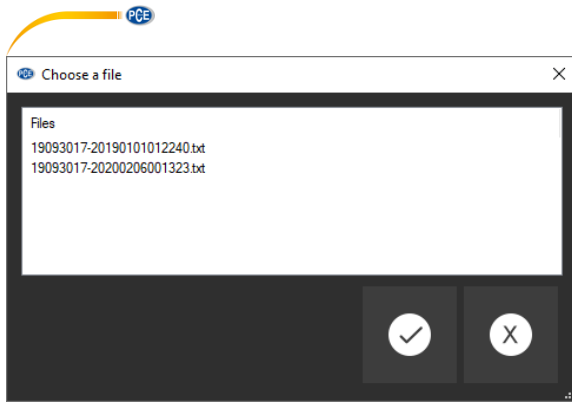 PCE
PCE Choose a file
Files
19093017-20190101012240.txt
19093017-20200206001323.txt
X